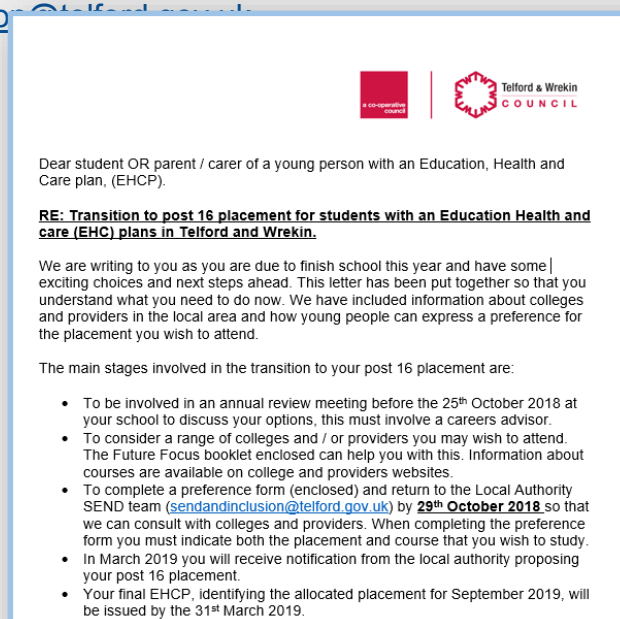 a co-operative
council
Telford & Wrekin
COUNCIL
Dear student OR parent / carer of a young person with an Education, Health and
Care plan, (EHCP).
RE: Transition to post 16 placement for students with an Education Health and
care (EHC) plans in Telford and Wrekin.
We are writing to you as you are due to finish school this year and have some
exciting choices and next steps ahead. This letter has been put together so that you
understand what you need to do now. We have included information about colleges
and providers in the local area and how young people can express a preference for
the placement you wish to attend.
The main stages involved in the transition to your post 16 placement are:
• To be involved in an annual review meeting before the 25th October 2018 at
your school to discuss your options, this must involve a careers advisor.
• To consider a range of colleges and / or providers you may wish to attend.
The Future Focus booklet enclosed can help you with this. Information about
courses are available on college and providers websites.
• To complete a preference form (enclosed) and return to the Local Authority
SEND team (sendandinclusion@telford.gov.uk) by 29th October 2018 so that
we can consult with colleges and providers. When completing the preference
form you must indicate both the placement and course that you wish to study.
• In March 2019 you will receive notification from the local authority proposing
your post 16 placement.
• Your final EHCP, identifying the allocated placement for September 2019, will
be issued by the 31st March 2019.